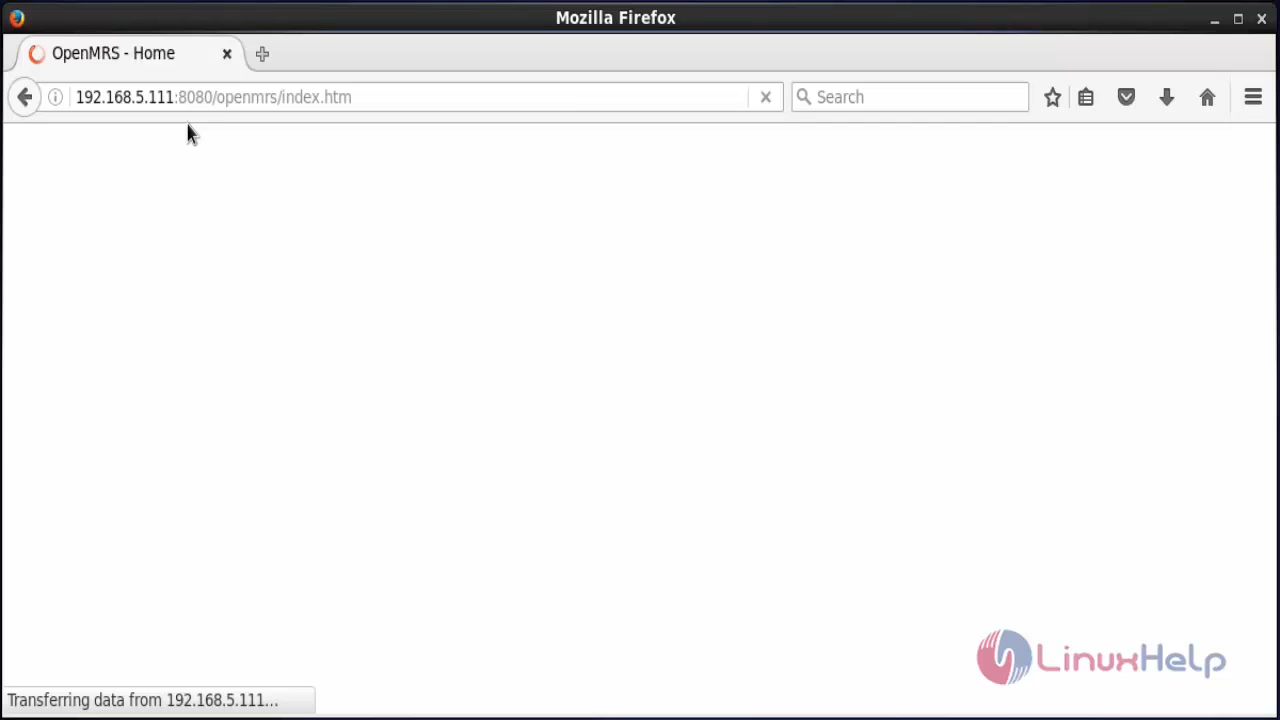 Mozilla Firefox
OpenMRS - Home
192.168.5.111:8080/openmrs/index.htm
Search
LinuxHelp
Transferring data from 192.168.5.111...